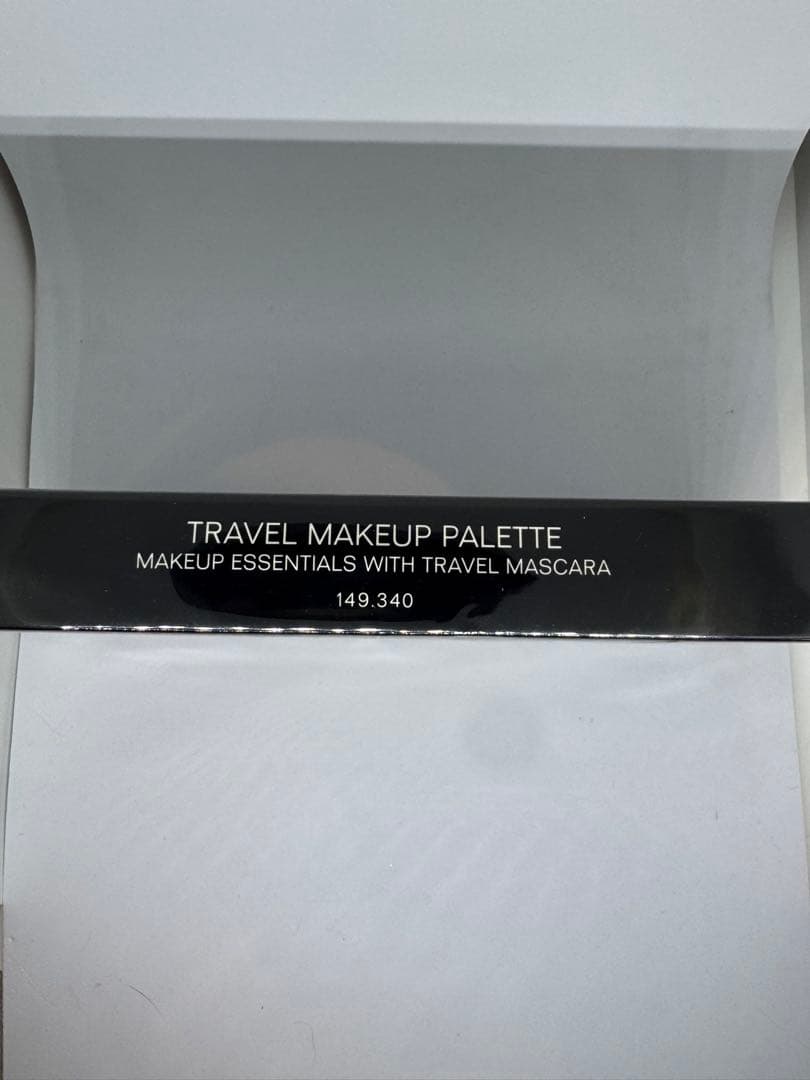 TRAVEL MAKEUP PALETTE
MAKEUP ESSENTIALS WITH TRAVEL MASCARA
149.340